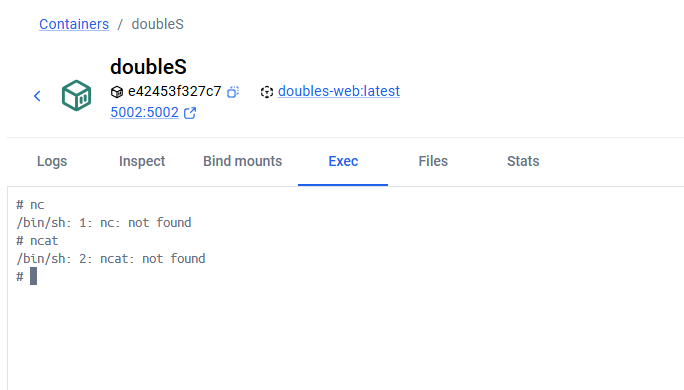 Containers / doubleS
doubleS
e42453f327c7 doubles-web:latest
5002:5002
Logs Inspect Bind mounts Exec Files Stats
# nc
/bin/sh: 1: nc: not found
# ncat
/bin/sh: 2: ncat: not found
#